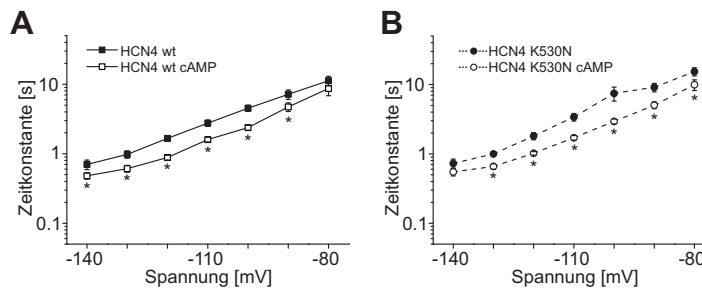 A
HCN4 wt
HCN4 wt cAMP
Zeitkonstante [s]
10
1
0.1
* * * * * *
-140 -110 -80
Spannung [mV]
B
HCN4 K530N
HCN4 K530N cAMP
Zeitkonstante [s]
10
1
0.1
* * * * * *
-140 -110 -80
Spannung [mV]